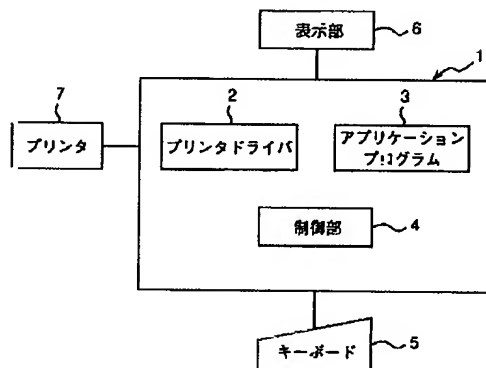 表示部
6
1
7
プリンタ
2
プリンタドライバ
3
アプリケーション
プログラム
制御部
4
キーボード
5